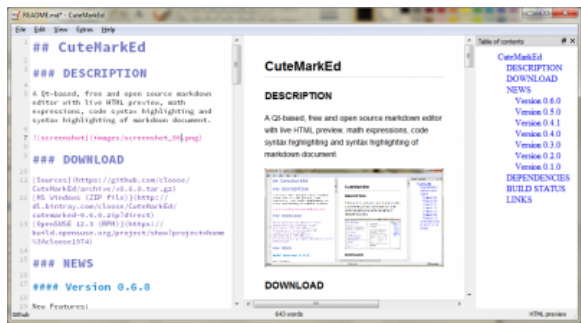 README.md* - CuteMarkEd
File Edit View Extras Help
## CuteMarkEd
### DESCRIPTION
A Qt-based, free and open source markdown
editor with live HTML preview, math
expressions, code syntax highlighting and
syntax highlighting of markdown document.
![screenshot](images/screenshot_06.png)
### DOWNLOAD
[Sources](https://github.com/cloose/
CuteMarkEd/archive/v0.6.0.tar.gz)
[MS Windows (ZIP file)](http://
dl.bintray.com/cloose/CuteMarkEd/
cutemarked-0.6.0.zip?direct)
[OpenSUSE 12.3 (RPM)](https://
build.opensuse.org/project/show?project=home
%3Acloose1974)
### NEWS
#### Version 0.6.0
New Features:
CuteMarkEd
DESCRIPTION
A Qt-based, free and open source markdown editor
with live HTML preview, math expressions, code
syntax highlighting and syntax highlighting of
markdown document.
DOWNLOAD
Table of contents
CuteMarkEd
DESCRIPTION
DOWNLOAD
NEWS
Version 0.6.0
Version 0.5.0
Version 0.4.1
Version 0.4.0
Version 0.3.0
Version 0.2.0
Version 0.1.0
DEPENDENCIES
BUILD STATUS
LINKS
Github
643 words
HTML preview